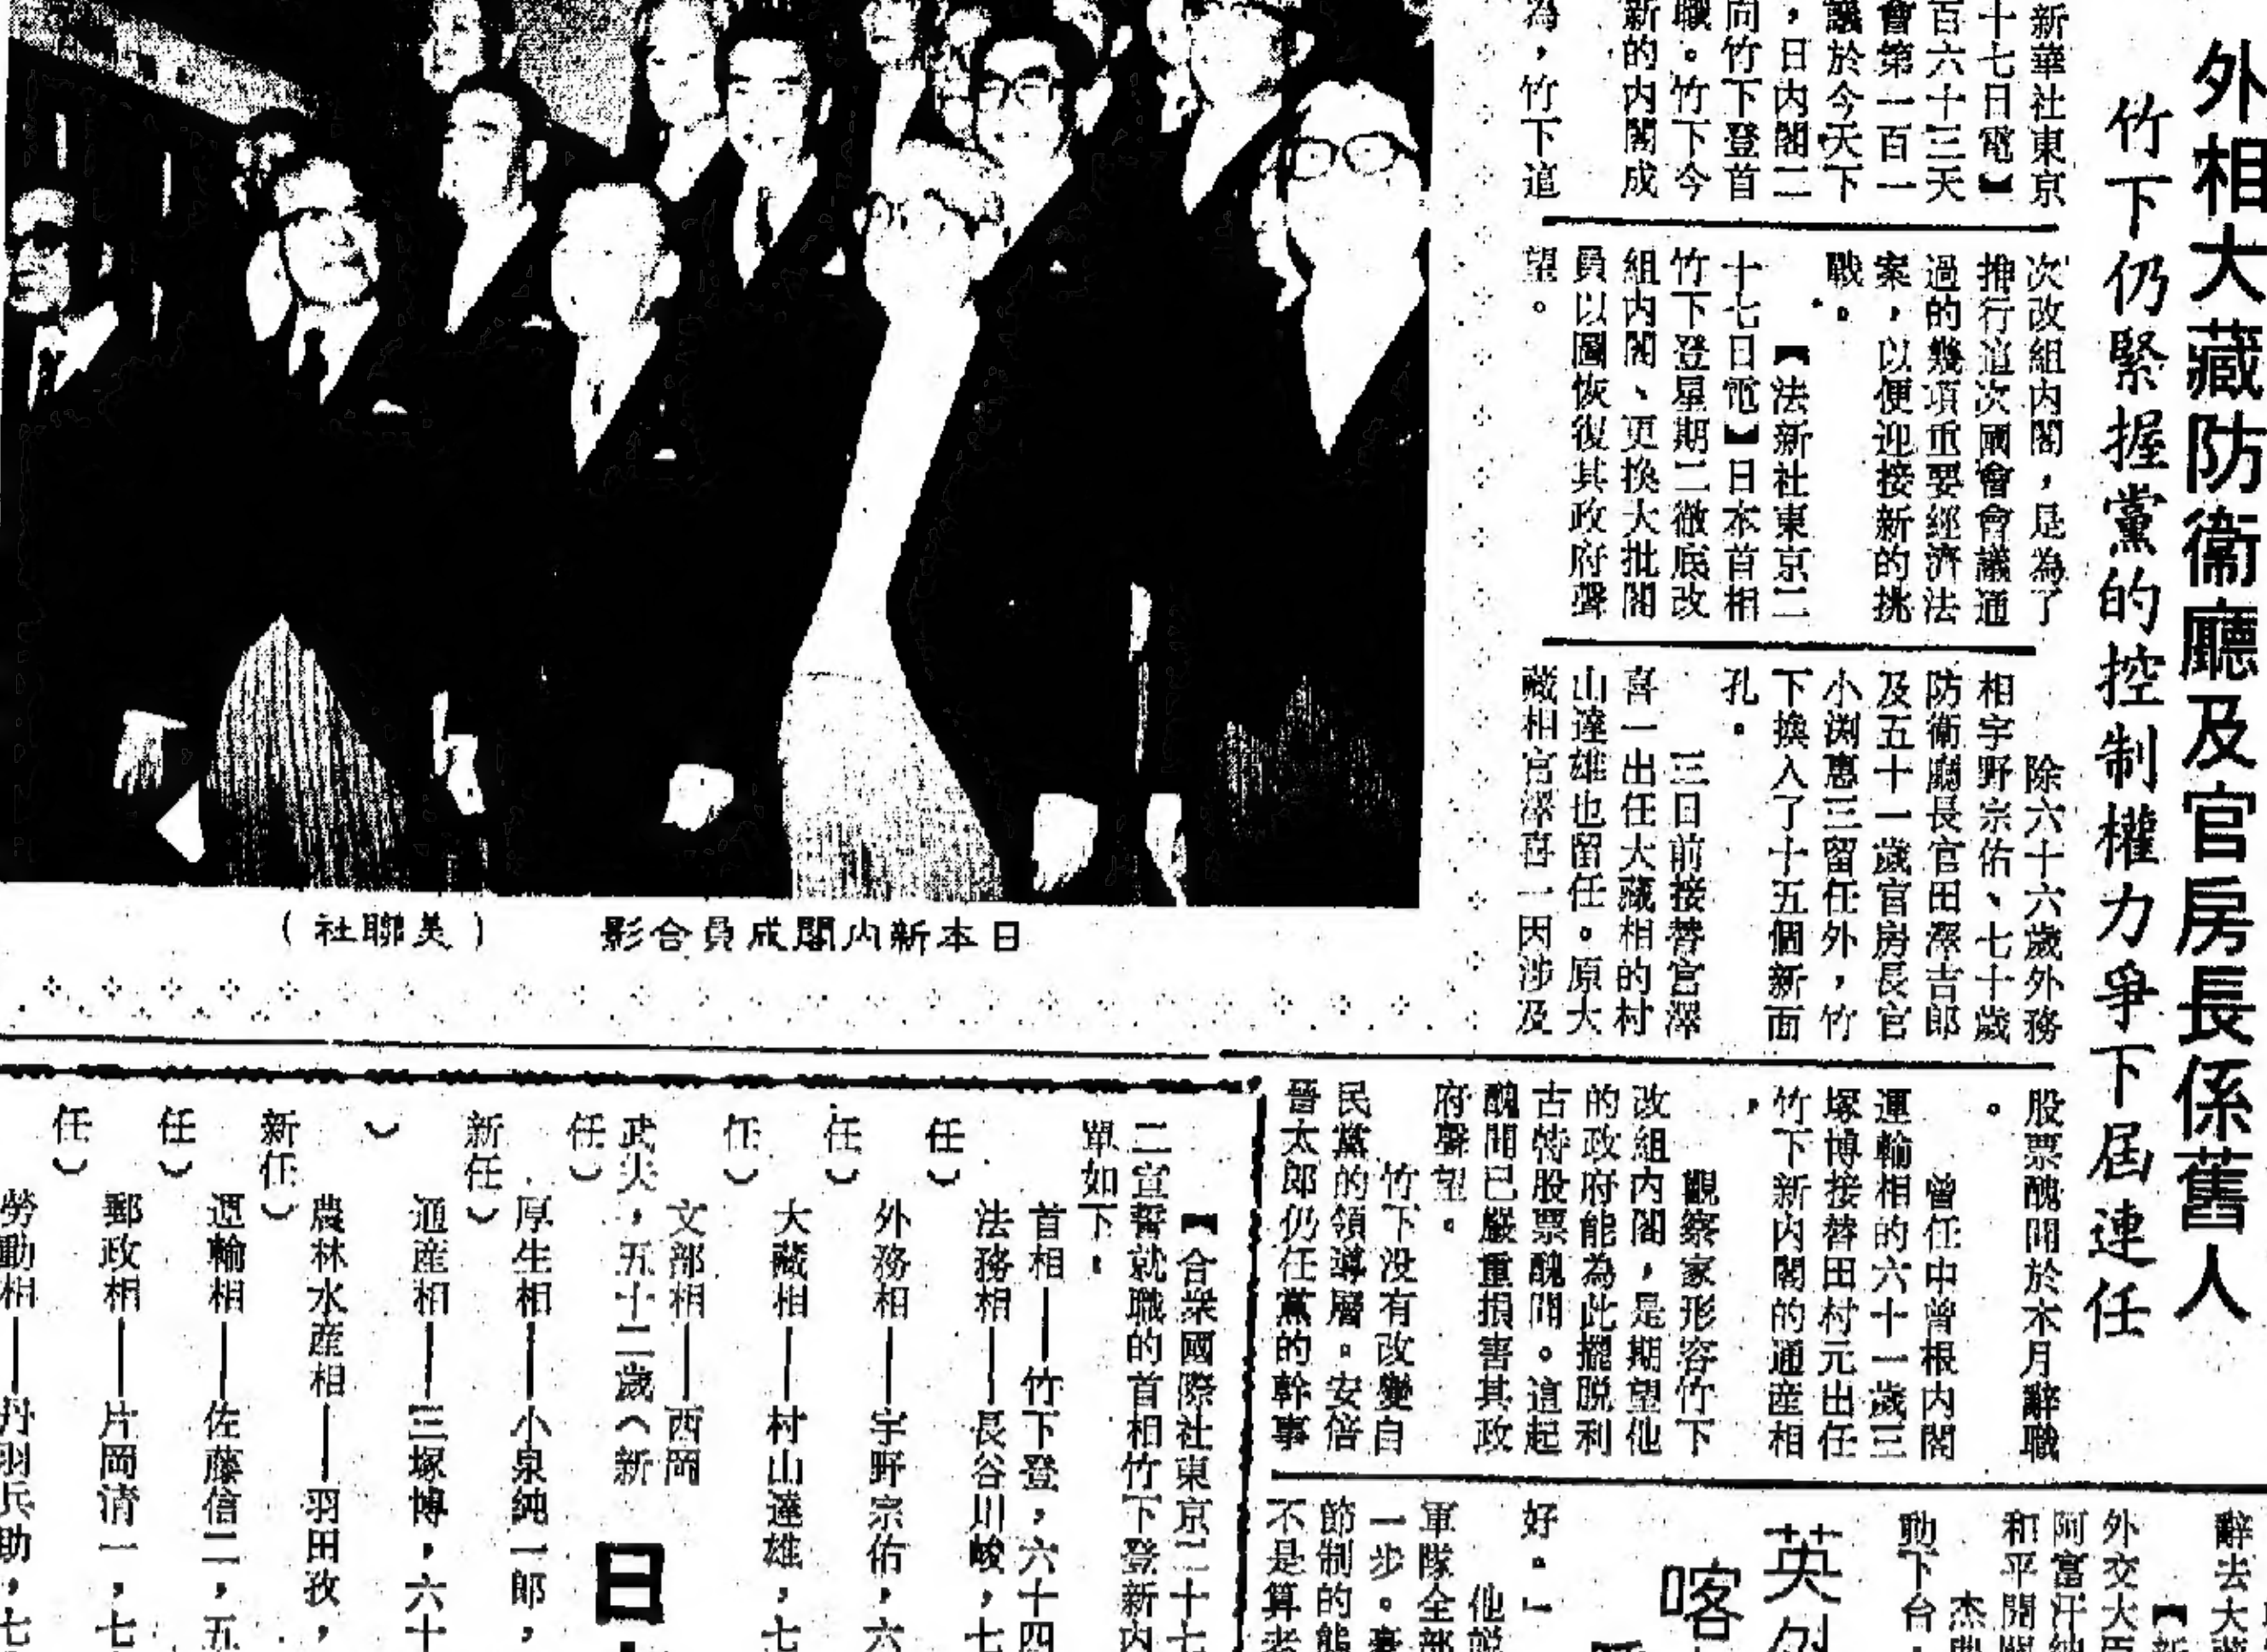 外相大藏防衞廳及官房長係舊人
竹下仍緊握黨的控制權力爭下屆連任
新華社東京
十七日電】
百六十三天
會第一百一
議於今天下
，日內閣二
向竹下登首
職。竹下今
新的內閣成
為，竹下這
次改組內閣，是為了
推行這次國會會議通
過的幾項重要經濟法
案，以便迎接新的挑
戰。
【法新社東京二
十七日電】日本首相
竹下登星期二徹底改
組內閣、更換大批閣
員以圖恢復其政府聲
望。
除六十六歲外務
相宇野宗佑、七十歲
防衛廳長官田澤吉郎
及五十一歲官房長官
小渕惠三留任外，竹
下換入了十五個新面
孔。
三日前接替宮澤
喜一出任大藏相的村
山達雄也留任。原大
藏相宮澤喜一因涉及
股票醜聞於本月辭職
。
曾任中曾根內閣
運輸相的六十一歲三
塚博接替田村元出任
竹下新內閣的通產相
，
觀察家形容竹下
改組內閣，是期望他
的政府能為此擺脱利
古特股票醜聞。這起
醜聞已嚴重損害其政
府聲望。
竹下没有改變自
民黨的領導層。安倍
晉太郎仍任黨的幹事
日本新內閣成員合影 （美聯社）
【合衆國際社東京二十七
二宣誓就職的首相竹下登新內
單如下：
首相——竹下登，六十四
法務相——長谷川峻，七
任）
外務相——宇野宗佑，六
任）
大藏相——村山達雄，七
任）
文部相——西岡
武夫，五十二歲（新
任）
厚生相——小泉純一郎，
新任）
通産相——三塚博，六十
）
農林水産相——羽田孜，
新任）
運輸相——佐藤信二，五
任）
郵政相——片岡清一，七
任）
勞動相——丹羽兵助，七
日
辭去大藏
【新
外交大臣
阿富汗
和平開
杰
動下台
英外
喀
好。」
他説
軍隊全部
一步。
節制的態
不是算